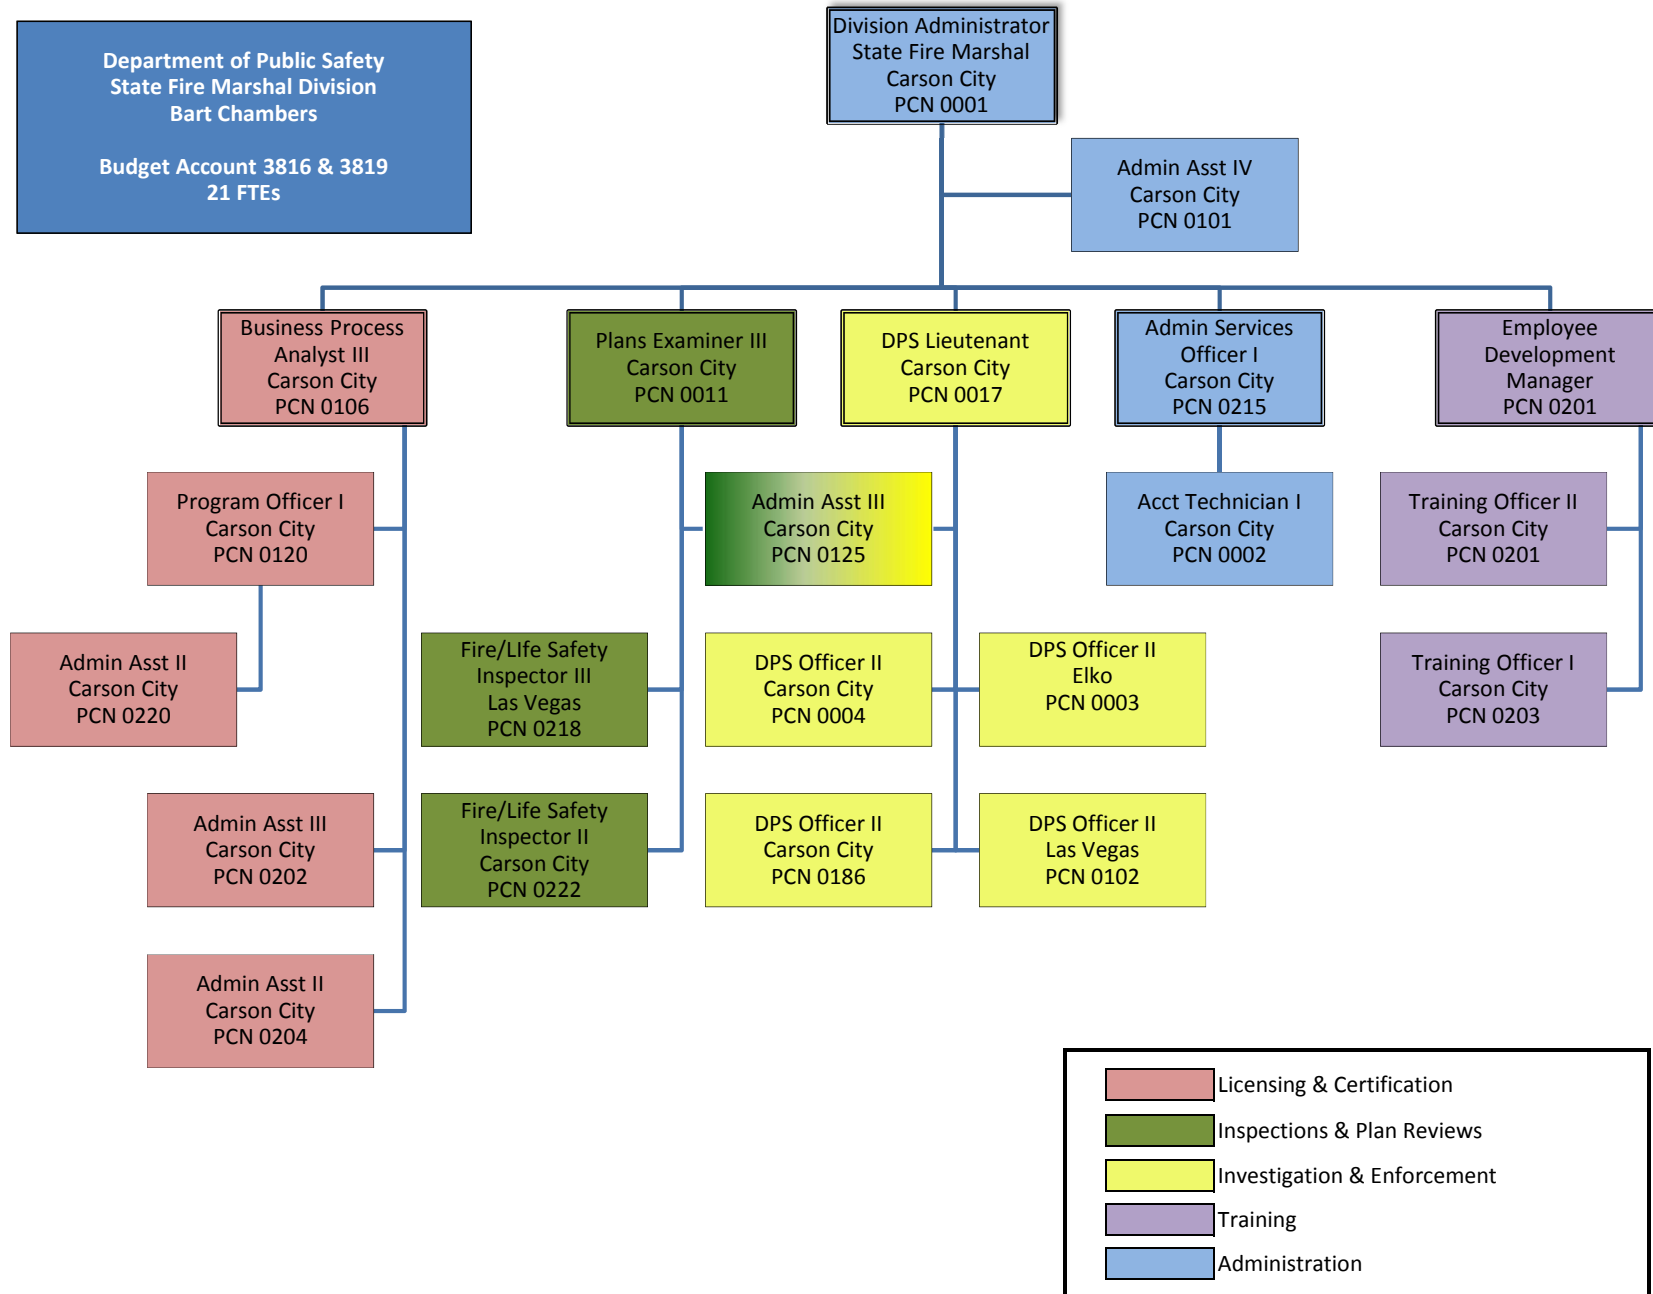 Department of Public Safety
State Fire Marshal Division
Bart Chambers
Budget Account 3816 & 3819
21 FTEs
Division Administrator
State Fire Marshal
Carson City
PCN 0001
Admin Asst IV
Carson City
PCN 0101
Business Process
Analyst III
Carson City
PCN 0106
Plans Examiner III
Carson City
PCN 0011
DPS Lieutenant
Carson City
PCN 0017
Admin Services
Officer I
Carson City
PCN 0215
Employee
Development
Manager
PCN 0201
Program Officer I
Carson City
PCN 0120
Admin Asst III
Carson City
PCN 0125
Acct Technician I
Carson City
PCN 0002
Training Officer II
Carson City
PCN 0201
Admin Asst II
Carson City
PCN 0220
Fire/LIfe Safety
Inspector III
Las Vegas
PCN 0218
DPS Officer II
Carson City
PCN 0004
DPS Officer II
Elko
PCN 0003
Training Officer I
Carson City
PCN 0203
Admin Asst III
Carson City
PCN 0202
Fire/Life Safety
Inspector II
Carson City
PCN 0222
DPS Officer II
Carson City
PCN 0186
DPS Officer II
Las Vegas
PCN 0102
Admin Asst II
Carson City
PCN 0204
Licensing & Certification
Inspections & Plan Reviews
Investigation & Enforcement
Training
Administration